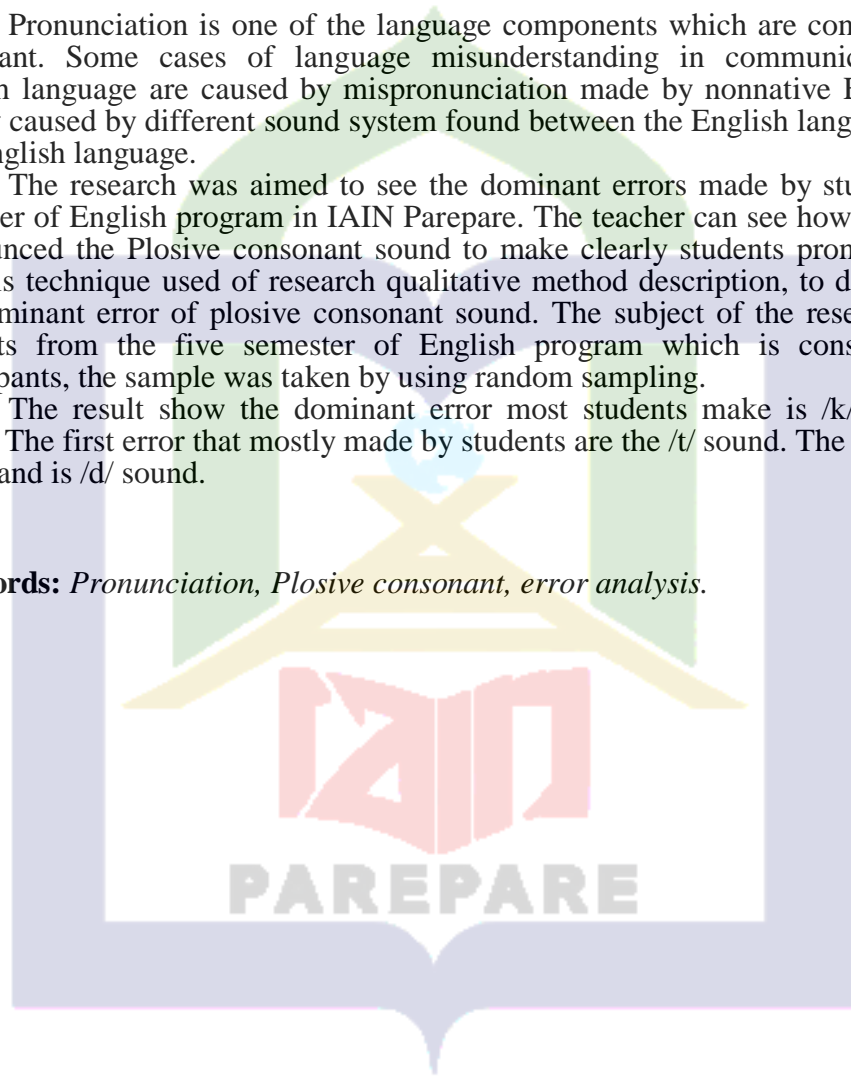 Pronunciation is one of the language components which are con
ant. Some cases of language misunderstanding in communic
language are caused by mispronunciation made by nonnative
caused by different sound system found between the English lang
nglish language.
The research was aimed to see the dominant errors made by stu
er of English program in IAIN Parepare. The teacher can see how
unced the Plosive consonant sound to make clearly students pron
is technique used of research qualitative method description, to d
minant error of plosive consonant sound. The subject of the rese
ts from the five semester of English program which is cons
pants, the sample was taken by using random sampling.
The result show the dominant error most students make is /k/
The first error that mostly made by students are the /t/ sound. The
and is /d/ sound.
ords: Pronunciation, Plosive consonant, error analysis.
IAIN
PAREPARE